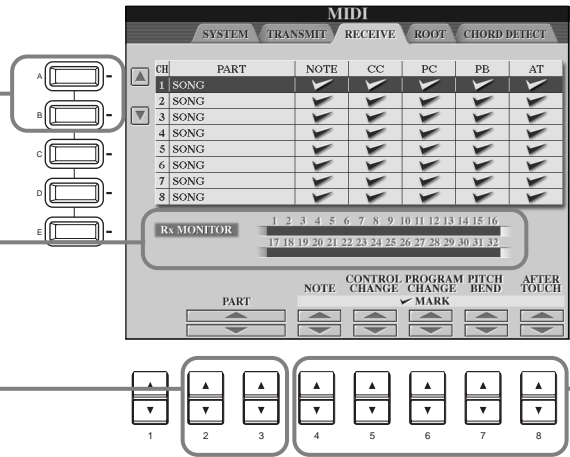 MIDI
SYSTEM TRANSMIT RECEIVE ROOT CHORD DETECT
CH PART NOTE CC PC PB AT
1 SONG
2 SONG
3 SONG
4 SONG
5 SONG
6 SONG
7 SONG
8 SONG
A
B
C
D
E
Rx MONITOR
1 2 3 4 5 6 7 8 9 10 11 12 13 14 15 16
17 18 19 20 21 22 23 24 25 26 27 28 29 30 31 32
PART NOTE CONTROL CHANGE PROGRAM CHANGE PITCH BEND AFTER TOUCH
MARK
1 2 3 4 5 6 7 8